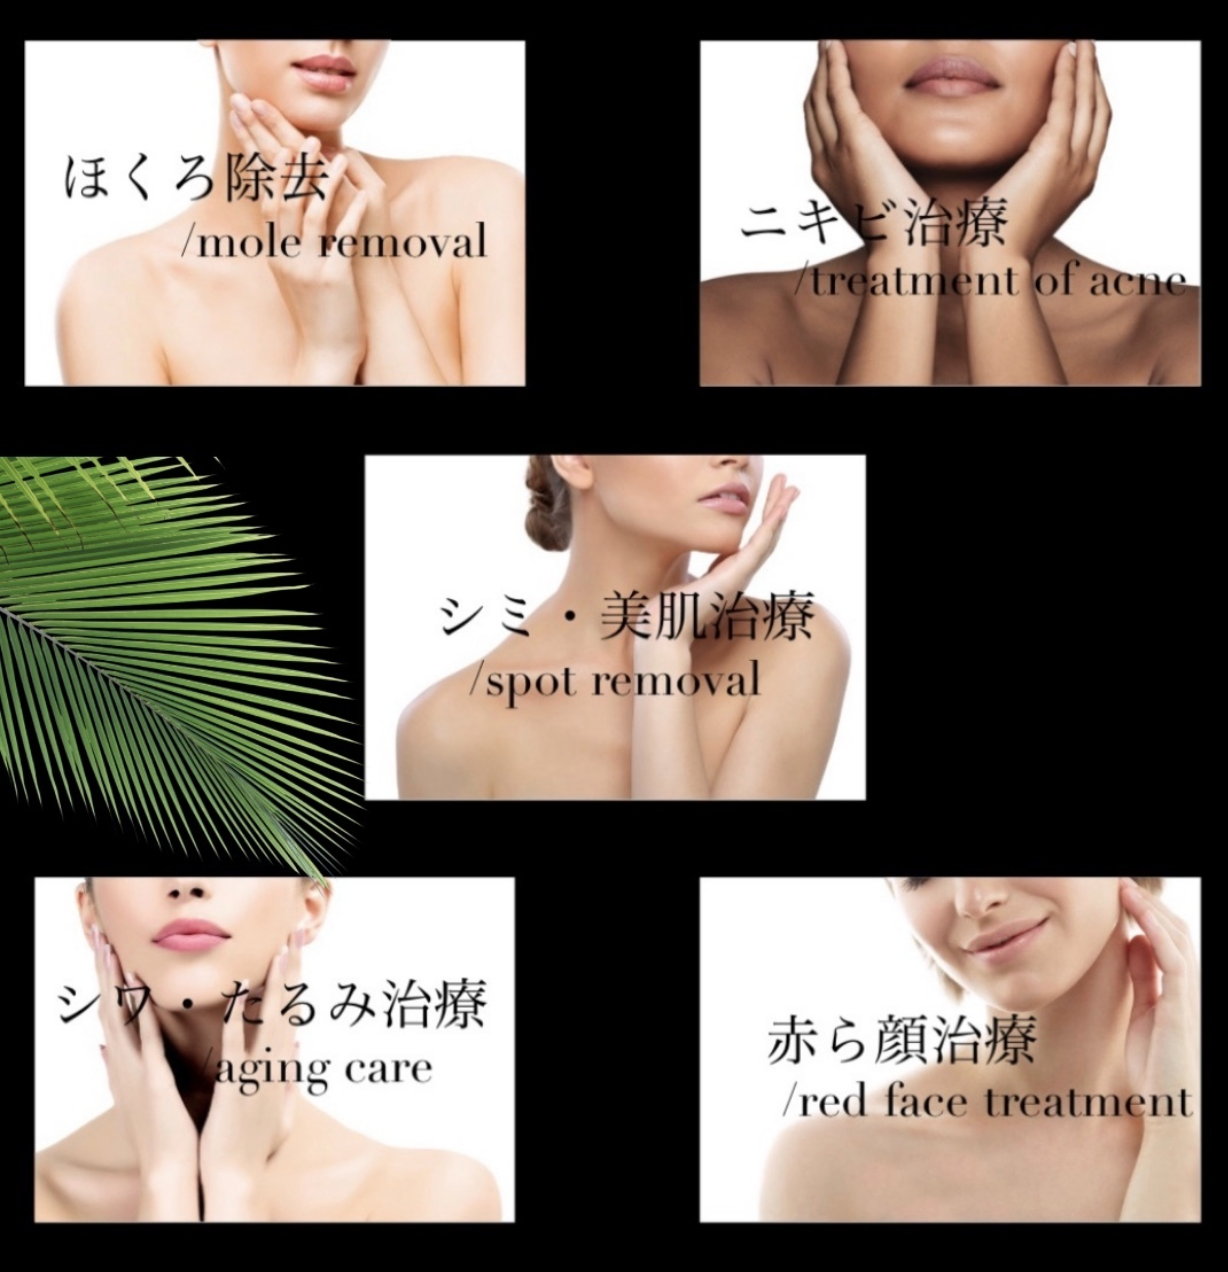 ほくろ除去
/mole removal
ニキビ治療
/treatment of acne
シミ・美肌治療
/spot removal
シワ・たるみ治療
/aging care
赤ら顔治療
/red face treatment